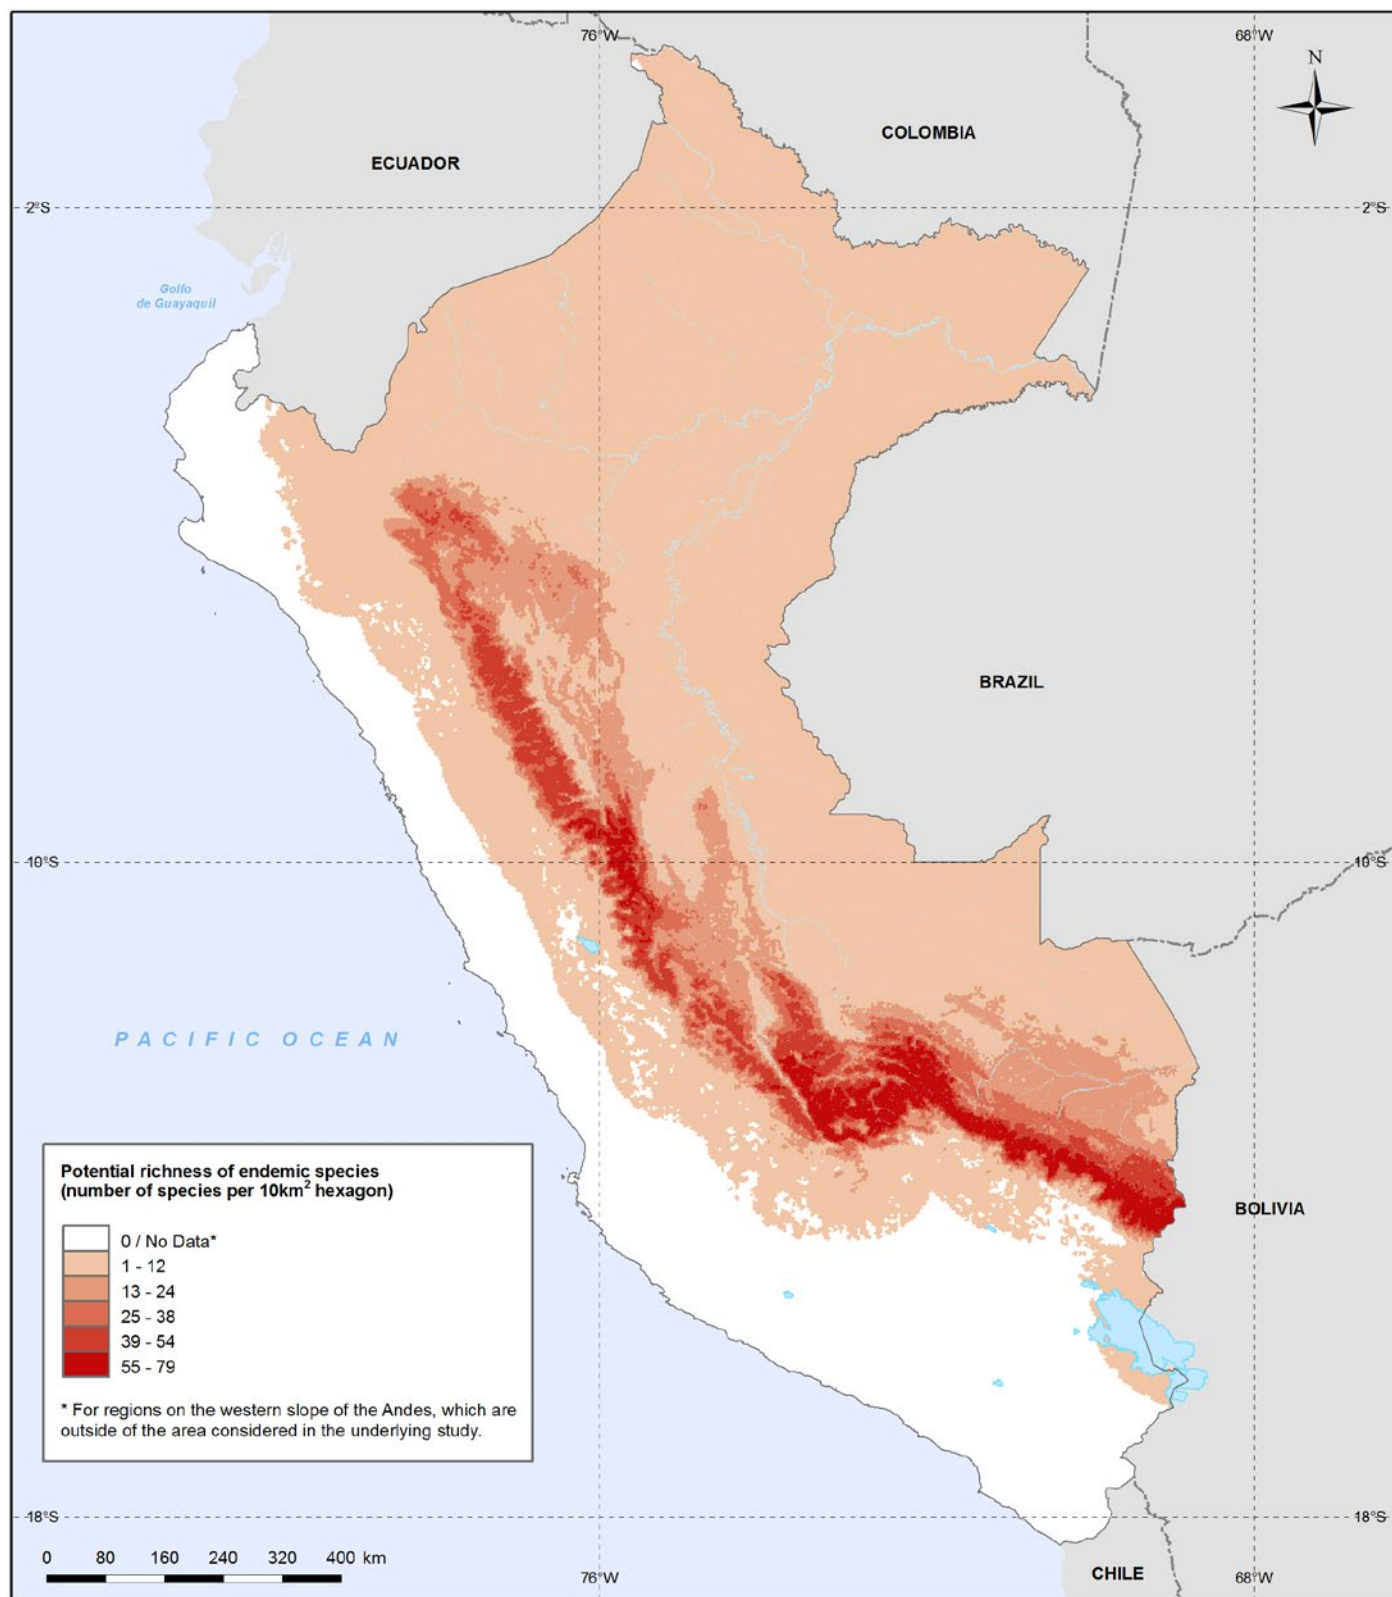 76°W
68°W
N
COLOMBIA
ECUADOR
2°S
2°S
Golfo
de Guayaquil
BRAZIL
10°S
10°S
PACIFIC OCEAN
Potential richness of endemic species
(number of species per 10km² hexagon)
0 / No Data*
1 - 12
13 - 24
25 - 38
39 - 54
55 - 79
* For regions on the western slope of the Andes, which are
outside of the area considered in the underlying study.
BOLIVIA
18°S
18°S
0 80 160 240 320 400 km
76°W
CHILE
68°W